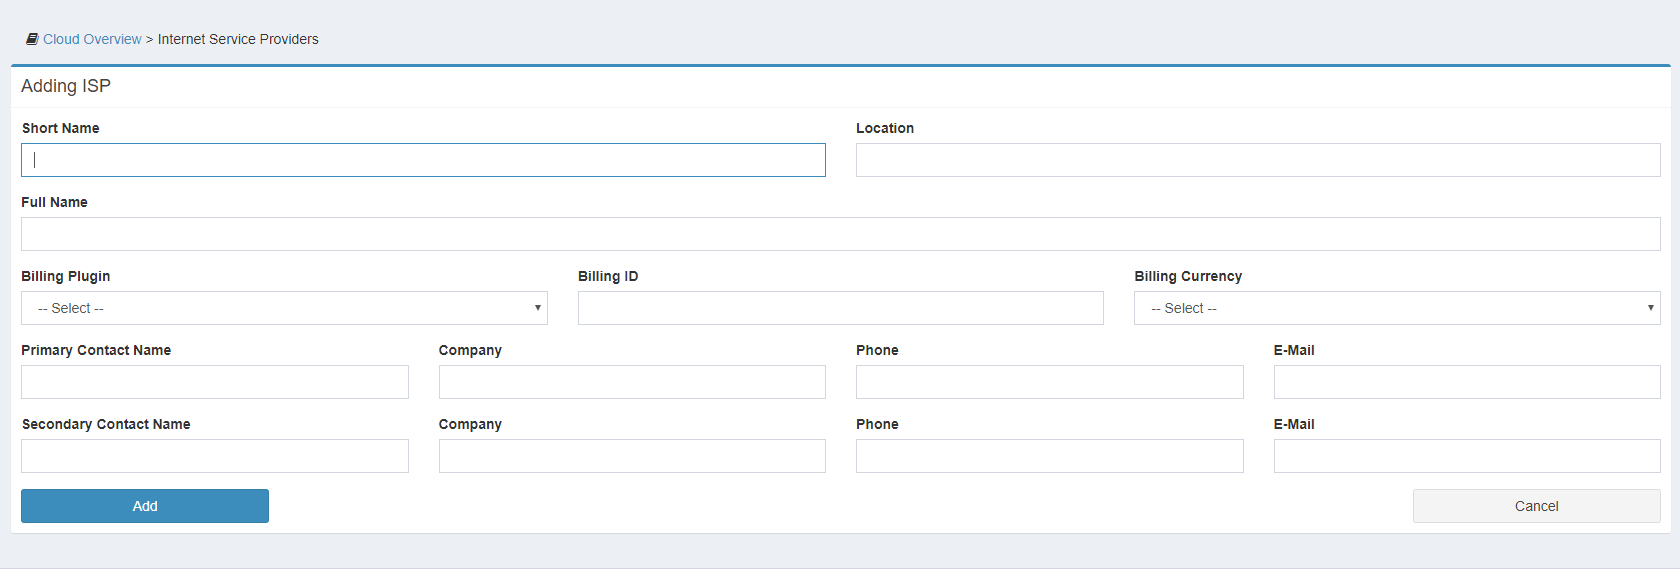 Cloud Overview > Internet Service Providers
Adding ISP
Short Name Location
Full Name
Billing Plugin Billing ID Billing Currency
-- Select -- -- Select --
Primary Contact Name Company Phone E-Mail
Secondary Contact Name Company Phone E-Mail
Add Cancel